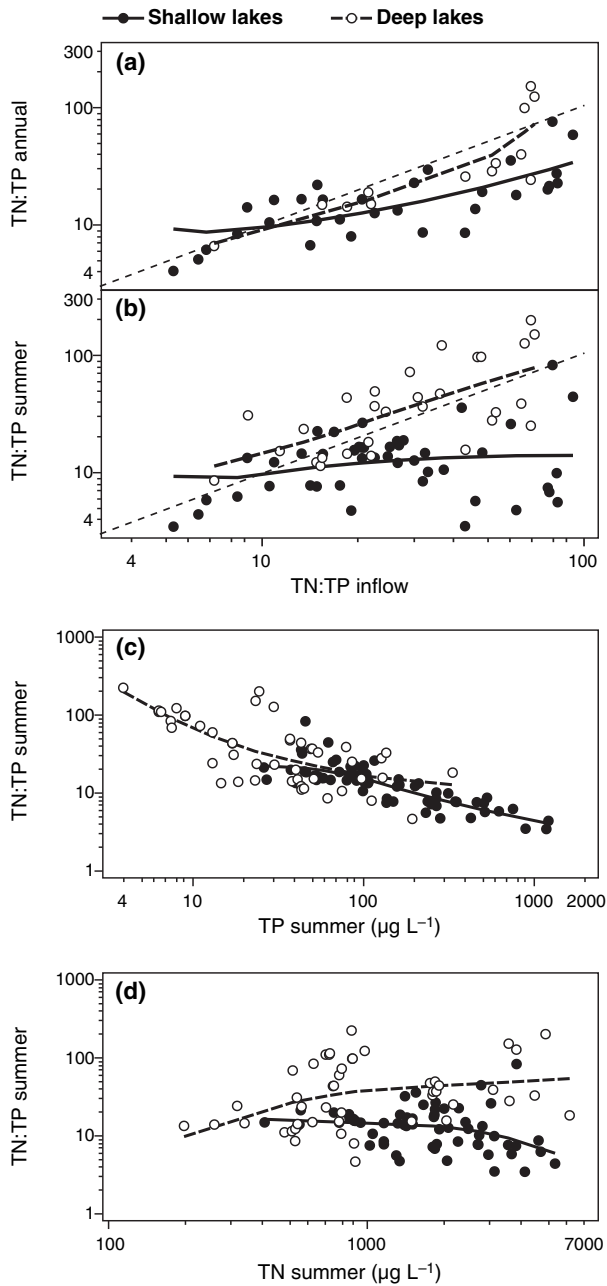 Shallow lakes Deep lakes
(a)
TN:TP annual
300
100
10
4
(b)
TN:TP summer
300
100
10
4
4 10 100
TN:TP inflow
(c)
TN:TP summer
1000
100
10
1
4 10 100 1000 2000
TP summer (µg L⁻¹)
(d)
TN:TP summer
1000
100
10
1
100 1000 7000
TN summer (µg L⁻¹)